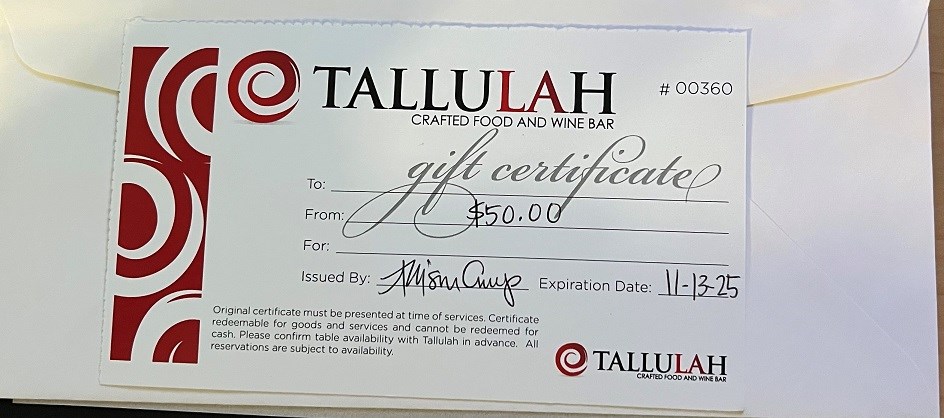 TALLULAH
# 00360
CRAFTED FOOD AND WINE BAR
gift certificate
To:
From: $50.00
For:
Issued By: Expiration Date: 11-13-25
Original certificate must be presented at time of services. Certificate
redeemable for goods and services and cannot be redeemed for
cash. Please confirm table availability with Tallulah in advance. All
reservations are subject to availability.
TALLULAH
CRAFTED FOOD AND WINE BAR